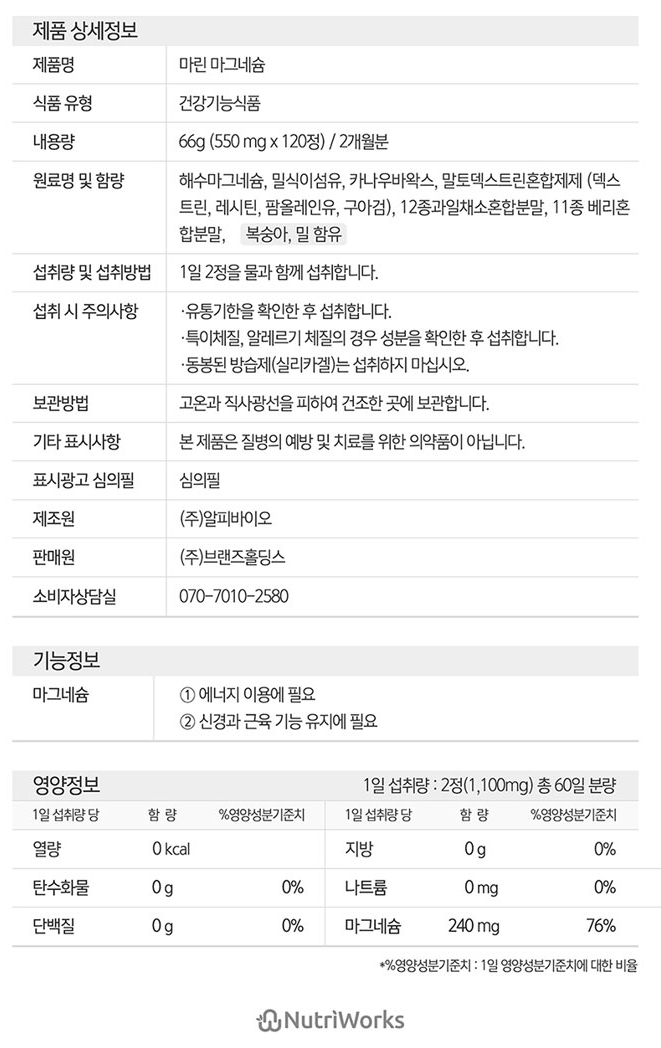 제품 상세정보
제품명 마린 마그네슘
식품 유형 건강기능식품
내용량 66g (550 mg x 120정) / 2개월분
원료명 및 함량 해수마그네슘, 밀식이섬유, 카나우바왁스, 말토덱스트린혼합제제 (덱스
트린, 레시틴, 팜올레인유, 구아검), 12종과일채소혼합분말, 11종 베리혼
합분말, 복숭아, 밀 함유
섭취량 및 섭취방법 1일 2정을 물과 함께 섭취합니다.
섭취 시 주의사항 ·유통기한을 확인한 후 섭취합니다.
·특이체질, 알레르기 체질의 경우 성분을 확인한 후 섭취합니다.
·동봉된 방습제(실리카겔)는 섭취하지 마십시오.
보관방법 고온과 직사광선을 피하여 건조한 곳에 보관합니다.
기타 표시사항 본 제품은 질병의 예방 및 치료를 위한 의약품이 아닙니다.
표시광고 심의필 심의필
제조원 (주)알피바이오
판매원 (주)브랜즈홀딩스
소비자상담실 070-7010-2580
기능정보
마그네슘 ① 에너지 이용에 필요
② 신경과 근육 기능 유지에 필요
영양정보 1일 섭취량 : 2정(1,100mg) 총 60일 분량
1일 섭취량 당 함 량 %영양성분기준치 1일 섭취량 당 함 량 %영양성분기준치
열량 0 kcal 지방 0 g 0%
탄수화물 0 g 0% 나트륨 0 mg 0%
단백질 0 g 0% 마그네슘 240 mg 76%
*%영양성분기준치 : 1일 영양성분기준치에 대한 비율
NutriWorks